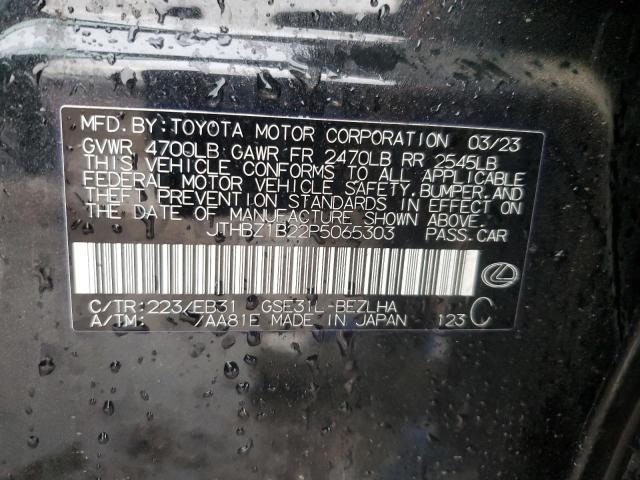 MFD. BY: TOYOTA MOTOR CORPORATION 03/23
GVWR 4700LB GAWR FR 2470LB RR 2545LB
THIS VEHICLE CONFORMS TO ALL APPLICABLE
FEDERAL MOTOR VEHICLE SAFETY, BUMPER, AND
THEFT PREVENTION STANDARDS IN EFFECT ON
THE DATE OF MANUFACTURE SHOWN ABOVE.
JTHBZ1B22P5065303 PASS.CAR
C/TR: 223/EB31 GSE31L-BEZLHA
A/TM: /AA81E MADE IN JAPAN 123 C